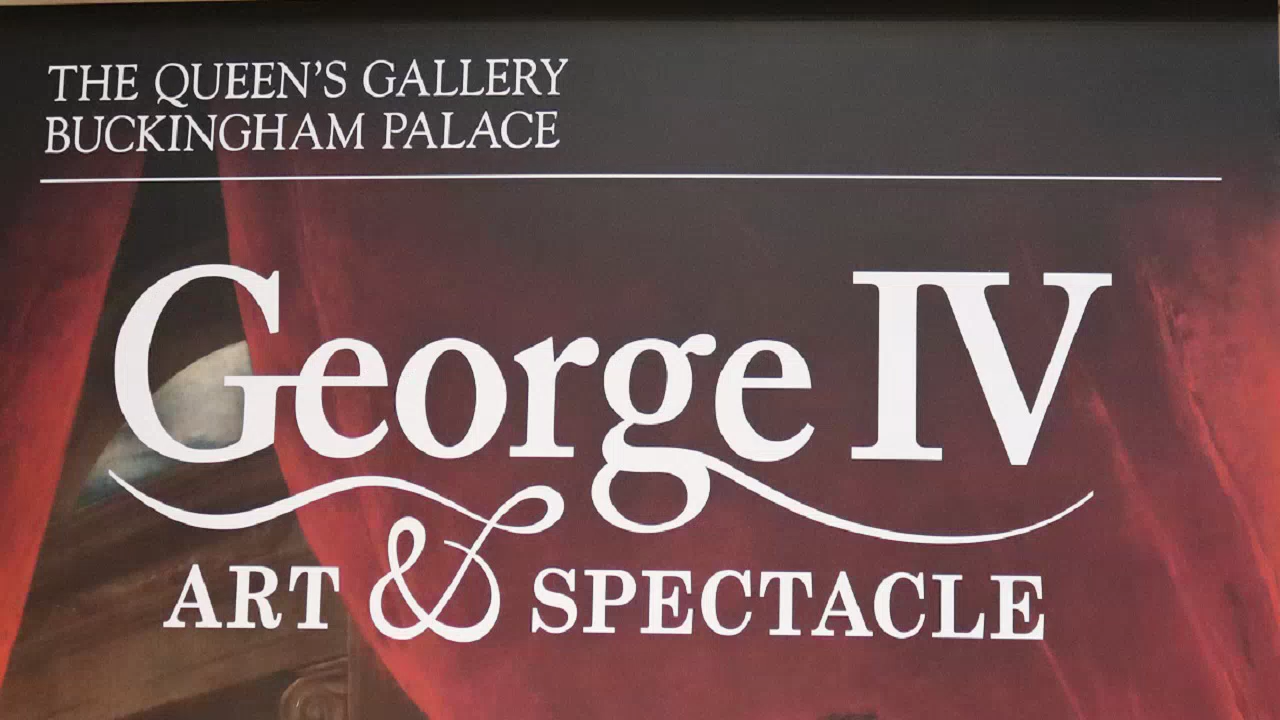 THE QUEEN'S GALLERY
BUCKINGHAM PALACE
George IV
ART & SPECTACLE